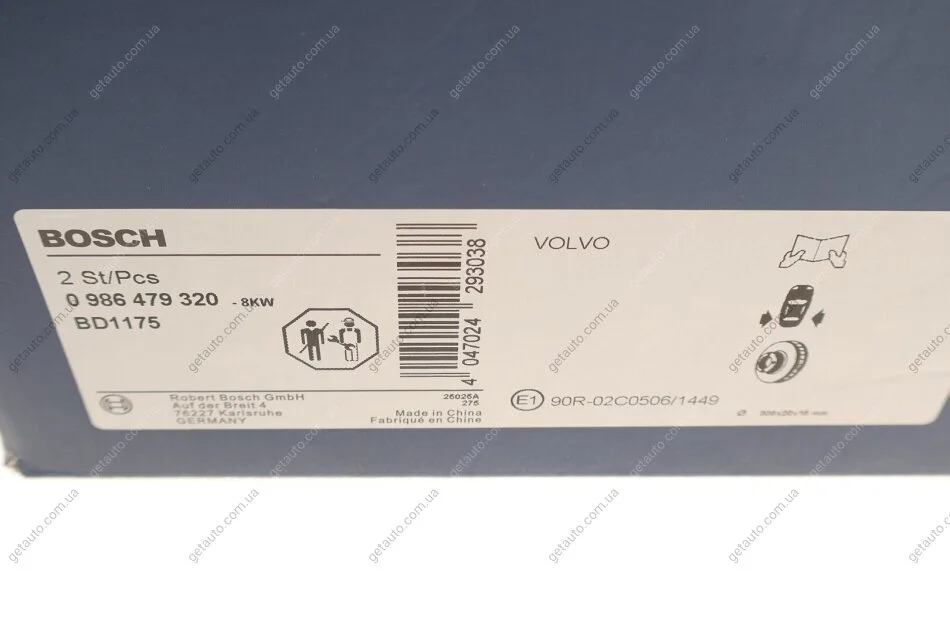 BOSCH
2 St/Pcs
0 986 479 320 - 8KW
BD1175
4 047024 293038
VOLVO
Robert Bosch GmbH
Auf der Breit 4
76227 Karlsruhe
GERMANY
25025A
275
Made in China
Fabriqué en Chine
E1 90R-02C0506/1449
getauto.com.ua